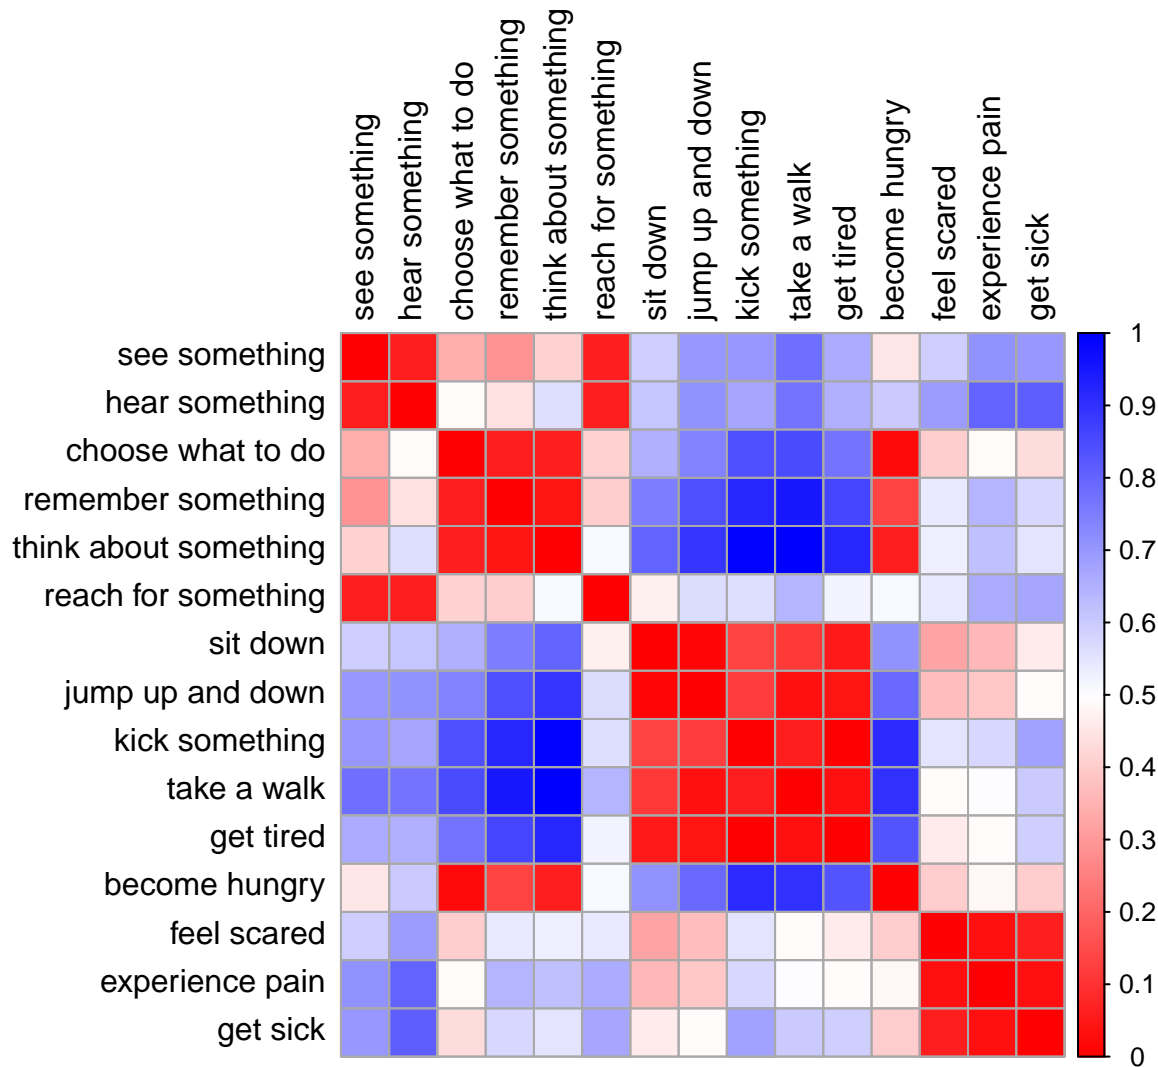 see something
hear something
choose what to do
remember something
think about something
reach for something
sit down
jump up and down
kick something
take a walk
get tired
become hungry
feel scared
experience pain
get sick
see something
hear something
choose what to do
remember something
think about something
reach for something
sit down
jump up and down
kick something
take a walk
get tired
become hungry
feel scared
experience pain
get sick
1
0.9
0.8
0.7
0.6
0.5
0.4
0.3
0.2
0.1
0